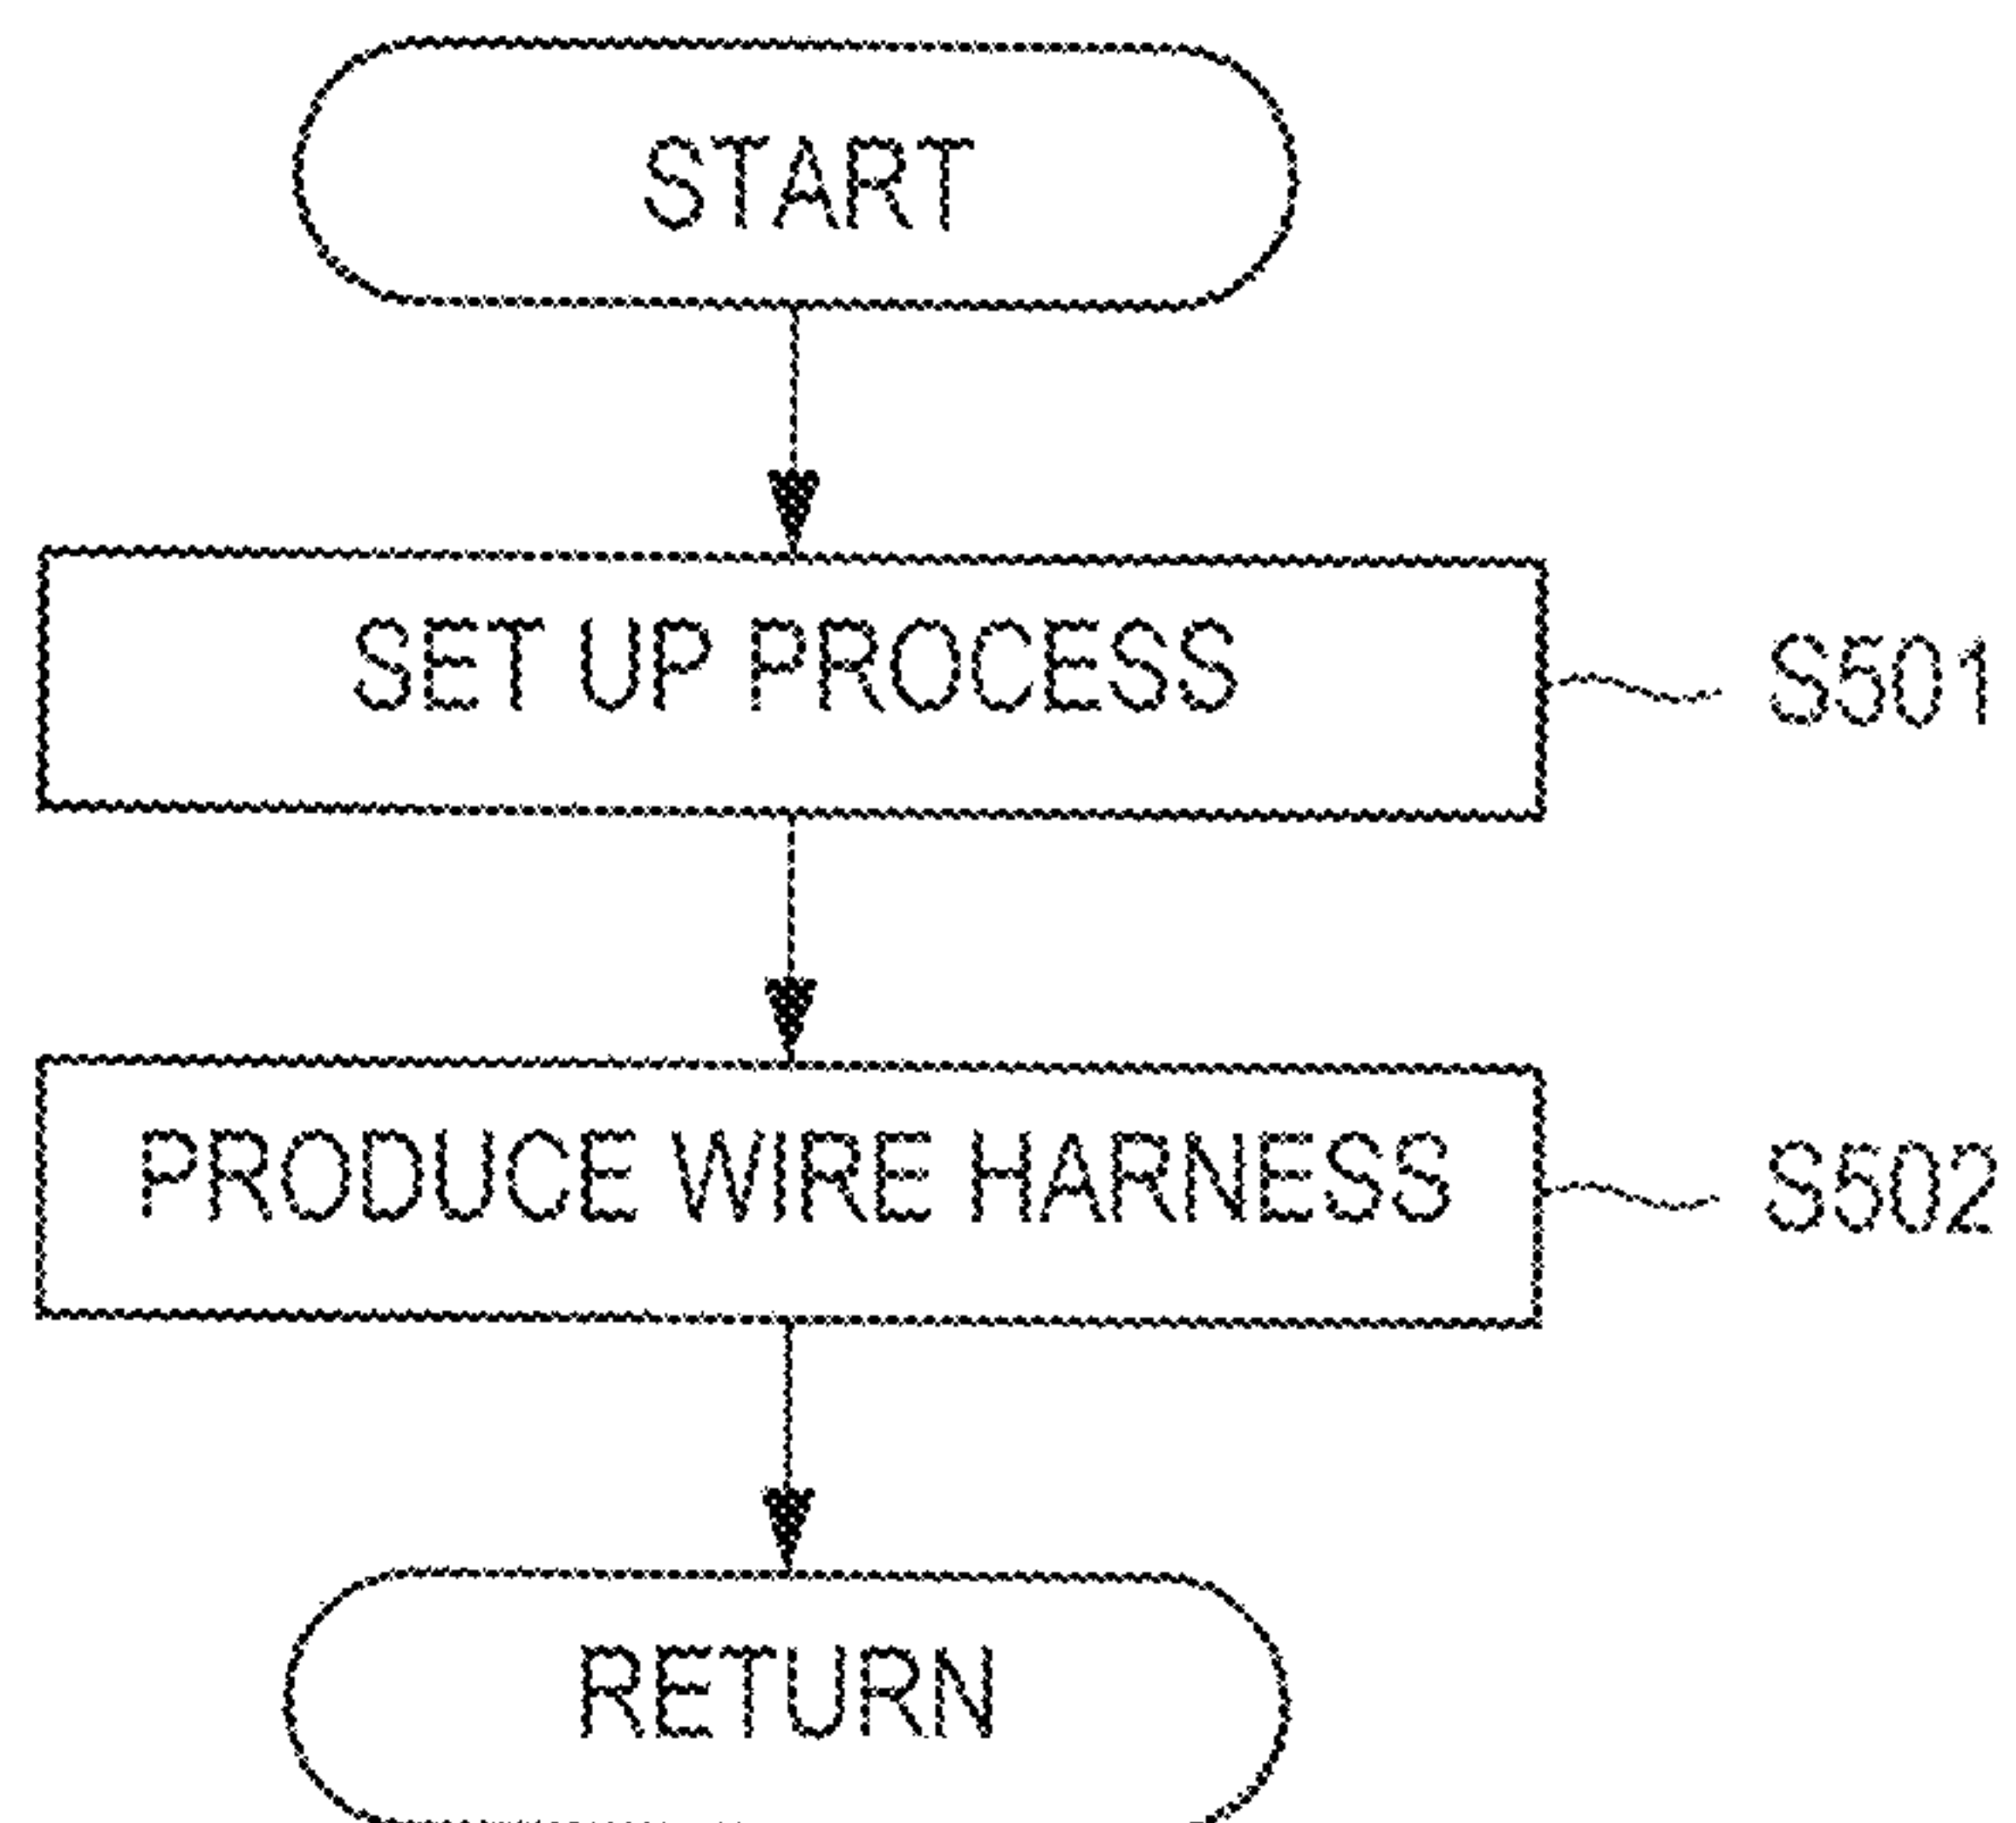 START
SET UP PROCESS
S501
PRODUCE WIRE HARNESS
S502
RETURN